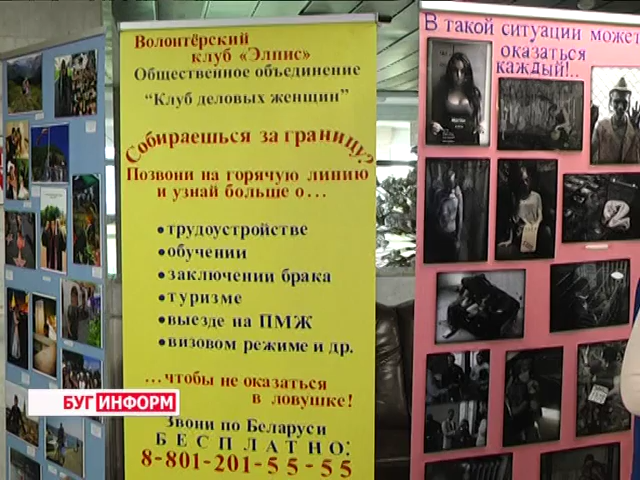 Волонтёрский
клуб «Элпис»
Общественное объединение
“Клуб деловых женщин”
Собираешься за границу?
Позвони на горячую линию
и узнай больше о...
•трудоустройстве
•обучении
•заключении брака
•туризме
•выезде на ПМЖ
•визовом режиме и др.
...чтобы не оказаться
в ловушке!
Звони по Беларуси
БЕСПЛАТНО:
8-801-201-55-55
В такой ситуации может
оказаться
каждый!..
БУГИНФОРМ